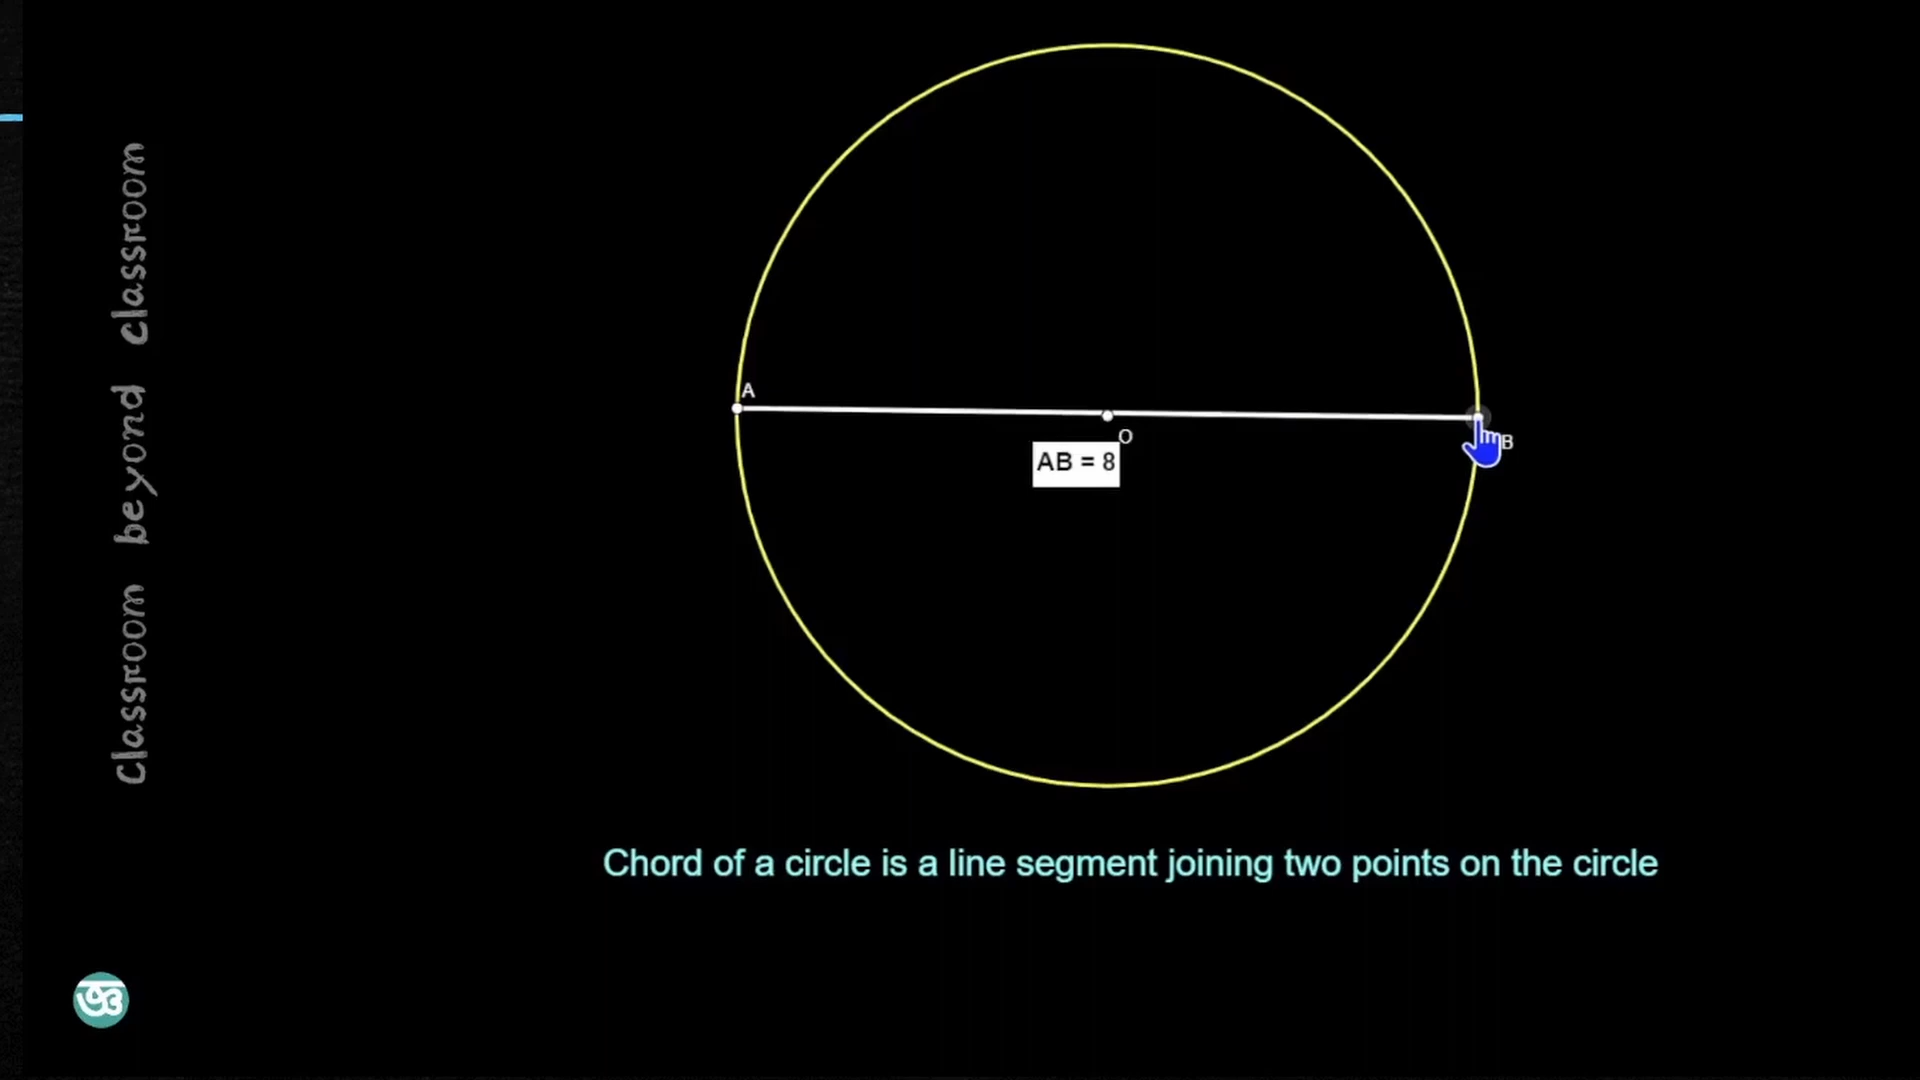 Classroom beyond classroom
A
O
B
AB = 8
Chord of a circle is a line segment joining two points on the circle